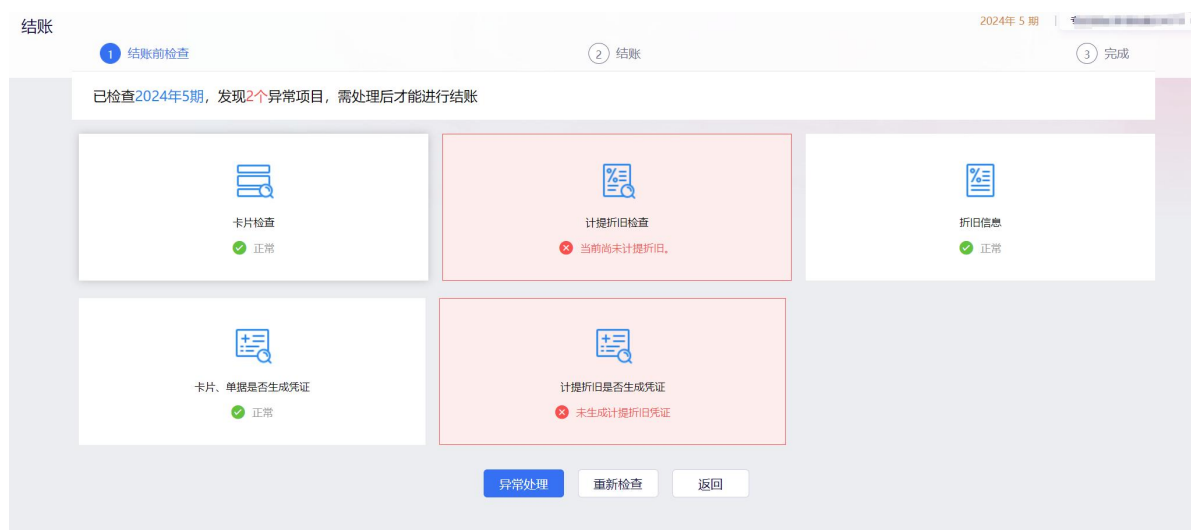 结账
2024年 5 期
1 结账前检查
2 结账
3 完成
已检查2024年5期，发现2个异常项目，需处理后才能进行结账
卡片检查
正常
计提折旧检查
当前尚未计提折旧。
折旧信息
正常
卡片、单据是否生成凭证
正常
计提折旧是否生成凭证
未生成计提折旧凭证
异常处理
重新检查
返回